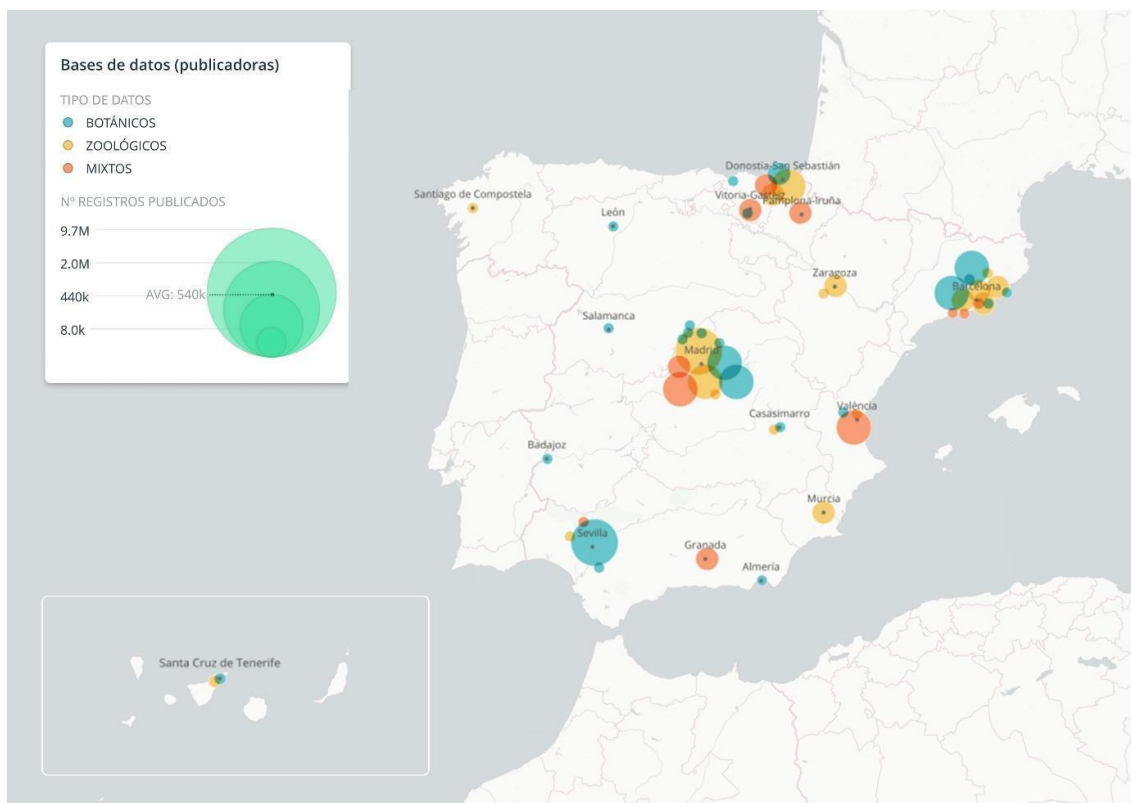 Bases de datos (publicadoras)
TIPO DE DATOS
BOTÁNICOS
ZOOLÓGICOS
MIXTOS
Nº REGISTROS PUBLICADOS
9.7M
2.0M
440k
AVG: 540k
8.0k
Donostia-San Sebastián
Santiago de Compostela
Vitoria-Gasteiz
Pamplona-Iruña
León
Zaragoza
Barcelona
Salamanca
Madrid
València
Casasimarro
Badajoz
Murcia
Sevilla
Granada
Almería
Santa Cruz de Tenerife